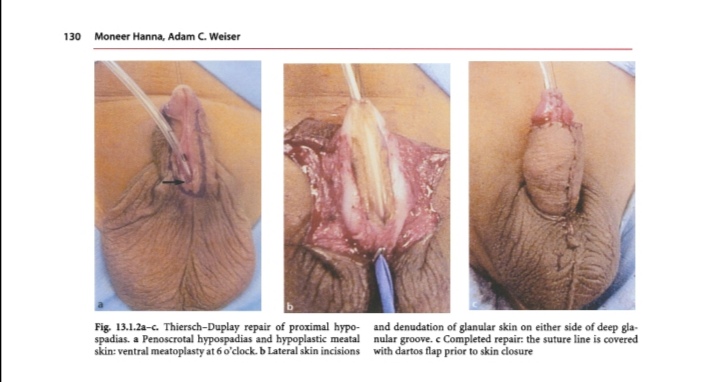 130 Moneer Hanna, Adam C. Weiser
a
b
Fig. 13.1.2a–c. Thiersch–Duplay repair of proximal hypo-
spadias. a Penoscrotal hypospadias and hypoplastic meatal
skin: ventral meatoplasty at 6 o'clock. b Lateral skin incisions
and denudation of glanular skin on either side of deep gla-
nular groove. c Completed repair: the suture line is covered
with dartos flap prior to skin closure